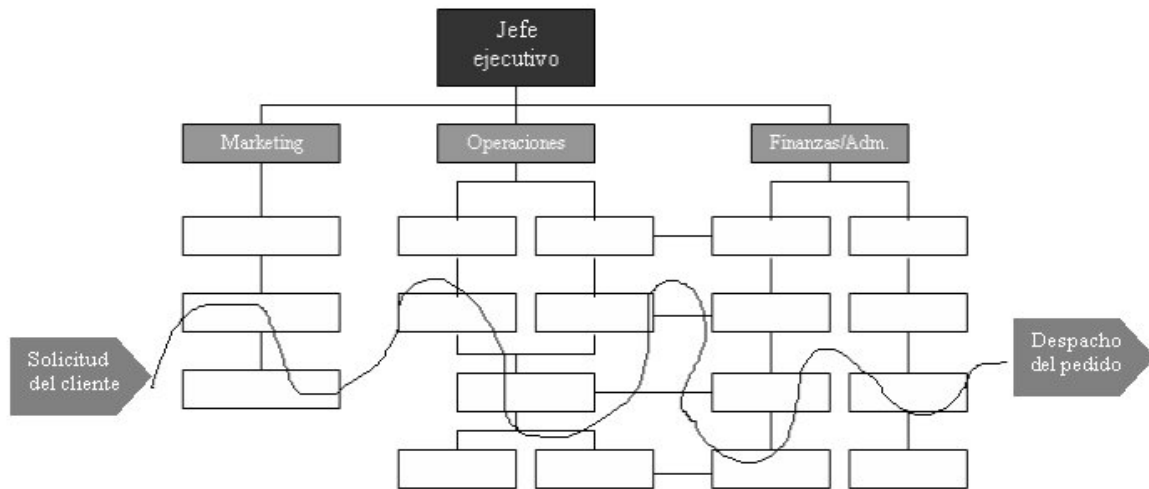 Jefe
ejecutivo
Marketing
Operaciones
Finanzas/Adm.
Solicitud
del cliente
Despacho
del pedido